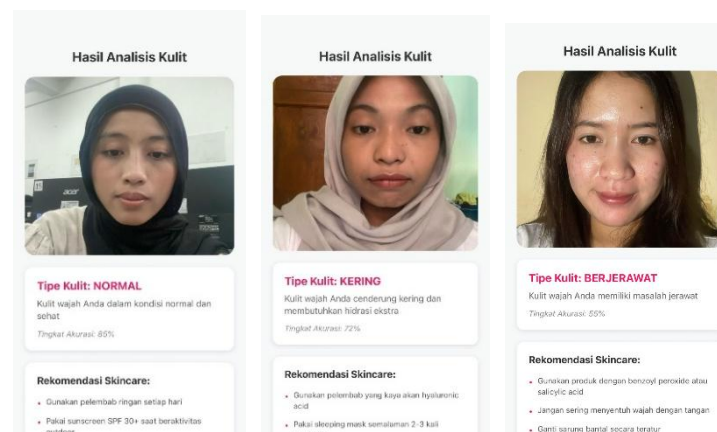 Hasil Analisis Kulit
acer
Tipe Kulit: NORMAL
Kulit wajah Anda dalam kondisi normal dan
sehat
Tingkat Akurasi: 85%
Rekomendasi Skincare:
• Gunakan pelembab ringan setiap hari
• Pakai sunscreen SPF 30+ saat beraktivitas
outdoor
Hasil Analisis Kulit
Tipe Kulit: KERING
Kulit wajah Anda cenderung kering dan
membutuhkan hidrasi ekstra
Tingkat Akurasi: 72%
Rekomendasi Skincare:
• Gunakan pelembab yang kaya akan hyaluronic
acid
• Pakai sleeping mask semalaman 2-3 kali
Hasil Analisis Kulit
Tipe Kulit: BERJERAWAT
Kulit wajah Anda memiliki masalah jerawat
Tingkat Akurasi: 55%
Rekomendasi Skincare:
• Gunakan produk dengan benzoyl peroxide atau
salicylic acid
• Jangan sering menyentuh wajah dengan tangan
• Ganti sarung bantal secara teratur